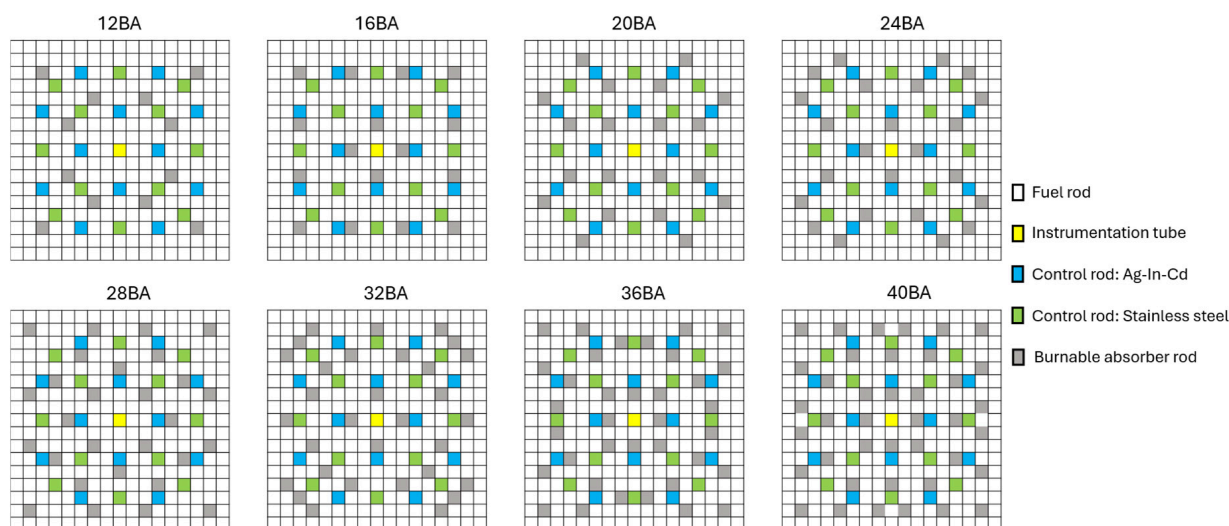 12BA
16BA
20BA
24BA
28BA
32BA
36BA
40BA
Fuel rod
Instrumentation tube
Control rod: Ag-In-Cd
Control rod: Stainless steel
Burnable absorber rod